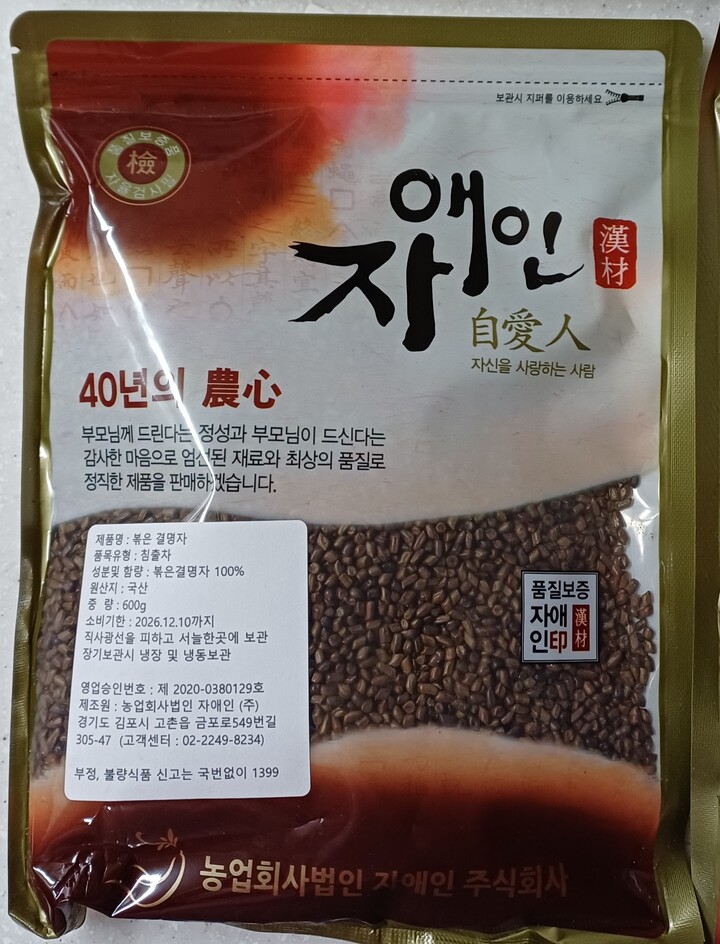 보관시 지퍼를 이용하세요
품질보증품
檢
자율검시필
자애인
漢材
自愛人
자신을 사랑하는 사람
40년의 農心
부모님께 드린다는 정성과 부모님이 드신다는
감사한 마음으로 엄선된 재료와 최상의 품질로
정직한 제품을 판매하겠습니다.
제품명 : 볶은 결명자
품목유형 : 침출차
성분및 함량 : 볶은결명자 100%
원산지 : 국산
중 량 : 600g
소비기한 : 2026.12.10까지
직사광선을 피하고 서늘한곳에 보관
장기보관시 냉장 및 냉동보관
영업승인번호 : 제 2020-0380129호
제조원 : 농업회사법인 자애인 (주)
경기도 김포시 고촌읍 금포로549번길
305-47 (고객센터 : 02-2249-8234)
부정, 불량식품 신고는 국번없이 1399
품질보증
자애
인印
漢材
농업회사법인 자애인 주식회사